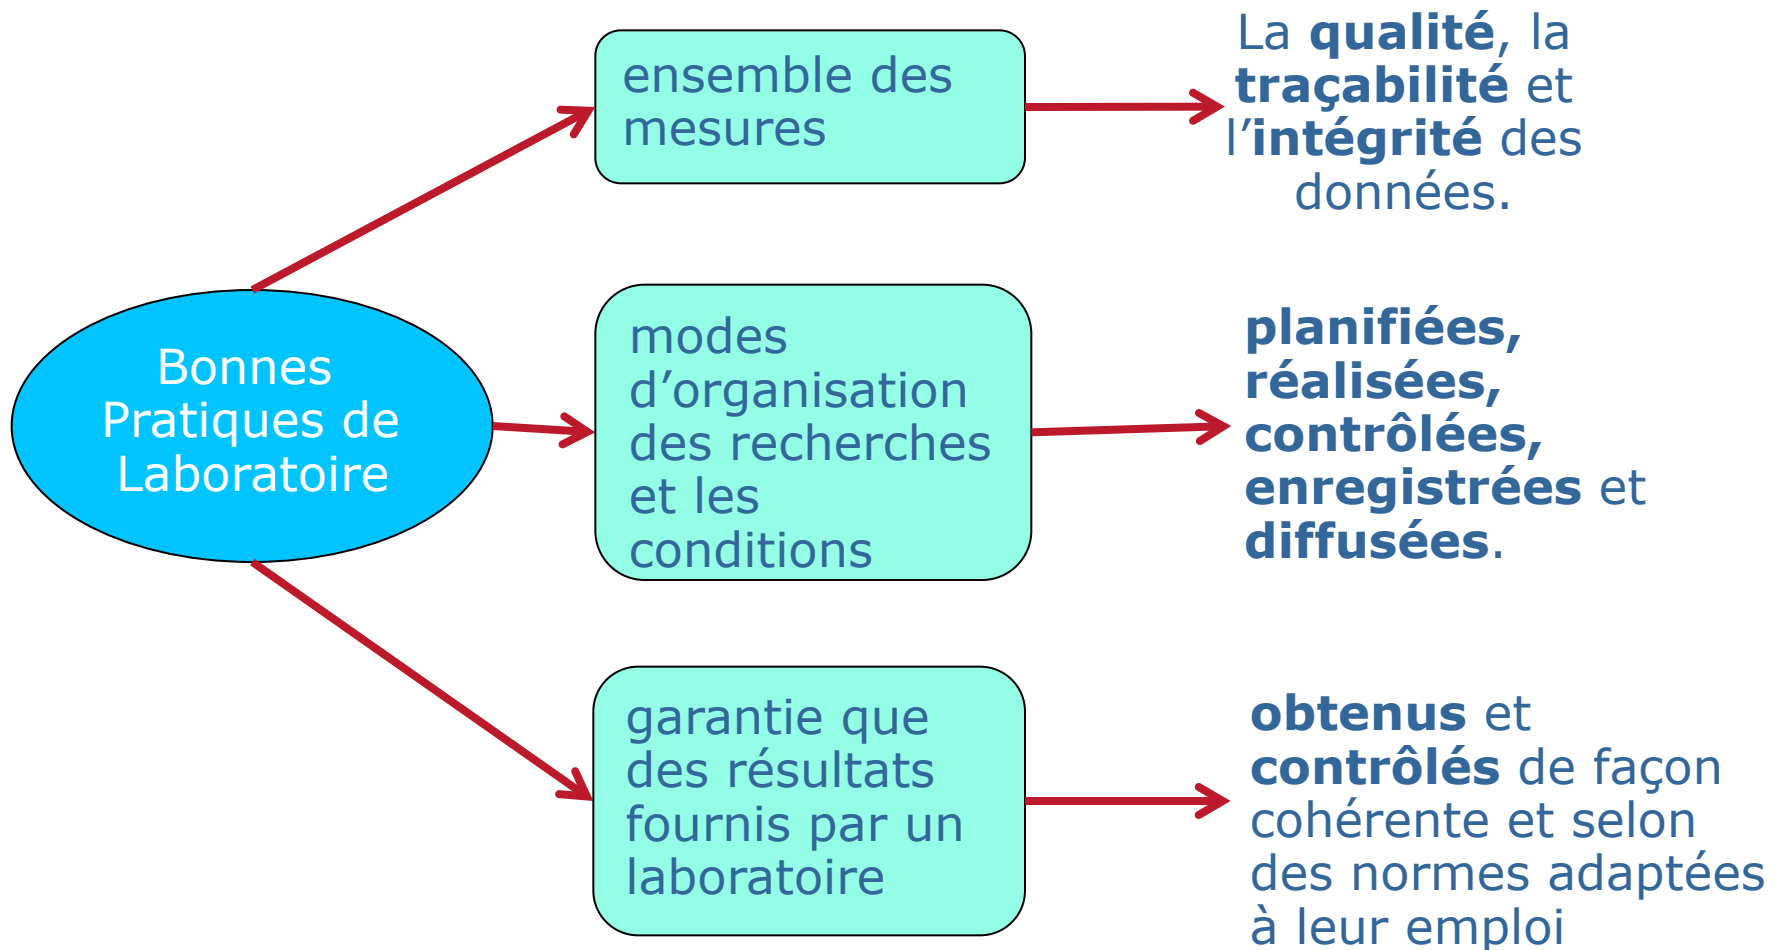 Bonnes
Pratiques de
Laboratoire
ensemble des
mesures
La qualité, la
traçabilité et
l’intégrité des
données.
modes
d’organisation
des recherches
et les
conditions
planifiées,
réalisées,
contrôlées,
enregistrées et
diffusées.
garantie que
des résultats
fournis par un
laboratoire
obtenus et
contrôlés de façon
cohérente et selon
des normes adaptées
à leur emploi